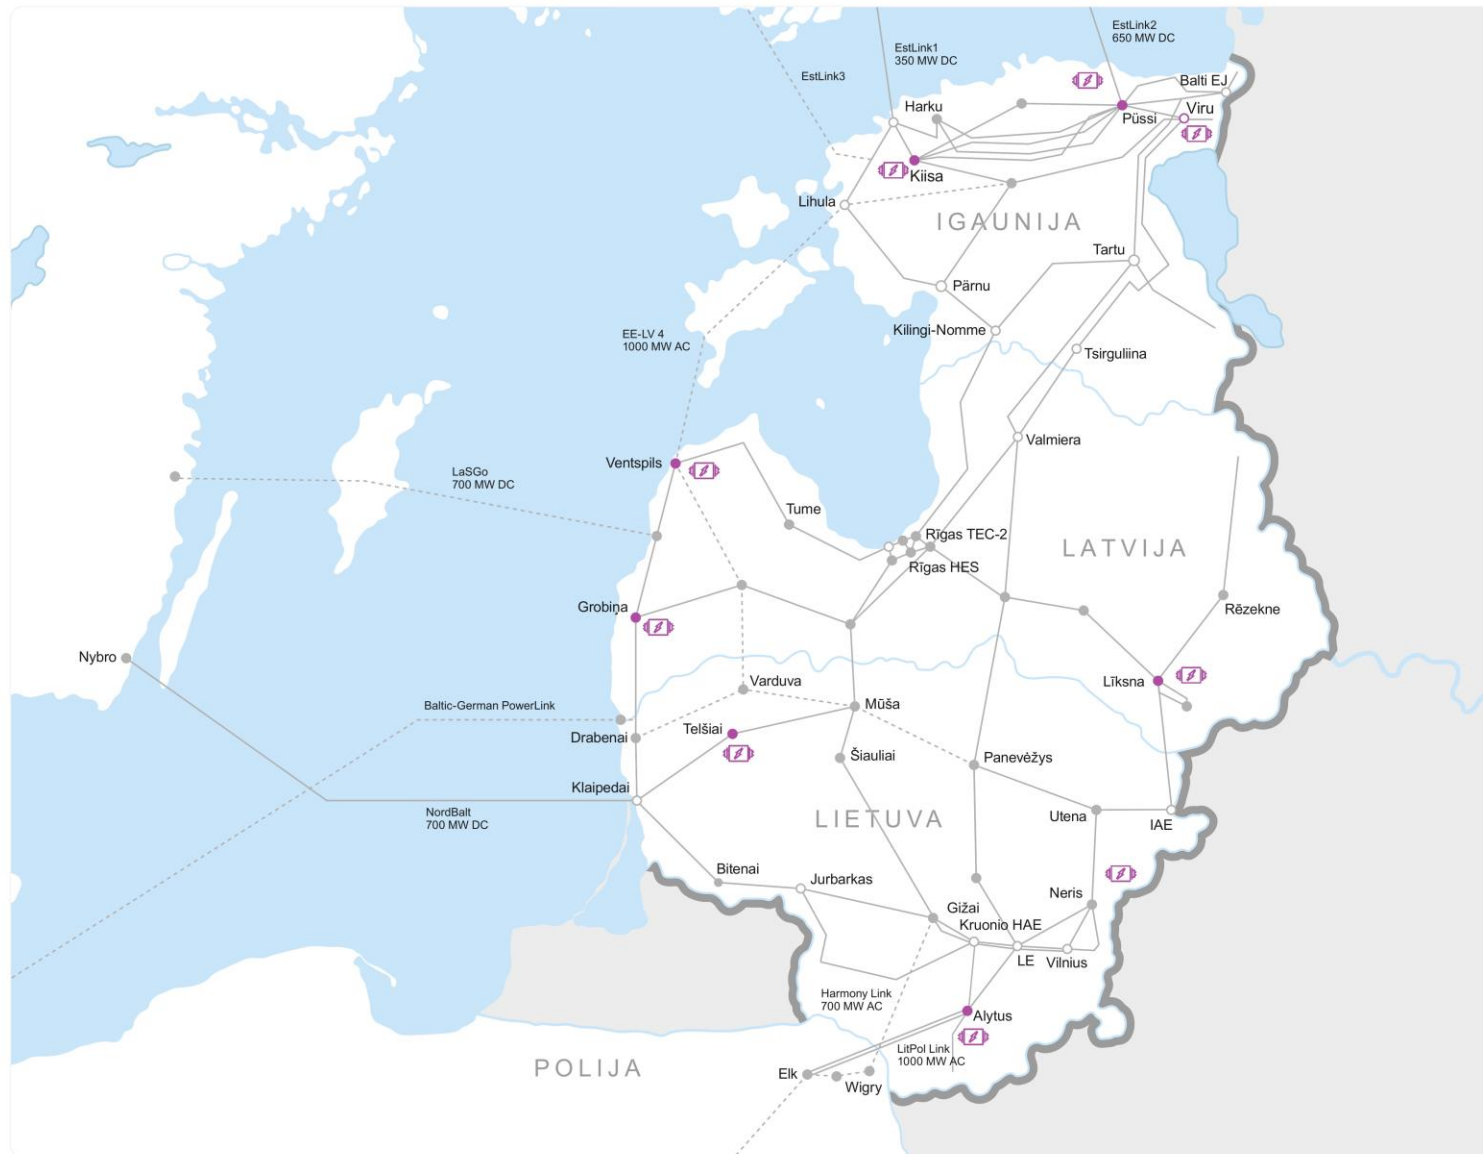 EstLink2
650 MW DC
EstLink1
350 MW DC
EstLink3
Balti EJ
Harku
Viru
Püssi
Kiisa
Lihula
IGAUNIJA
Tartu
Pärnu
Kilingi-Nomme
EE-LV 4
1000 MW AC
Tsirguliina
Valmiera
Ventspils
LaSGo
700 MW DC
Tume
Rīgas TEC-2
LATVIJA
Rīgas HES
Grobiņa
Rēzekne
Nybro
Līksna
Varduva
Baltic-German PowerLink
Mūša
Telšiai
Drabenai
Šiauliai
Panevėžys
Klaipedai
NordBalt
700 MW DC
LIETUVA
Utena
IAE
Bitenai
Jurbarkas
Neris
Gižai
Kruonio HAE
LE
Vilnius
Harmony Link
700 MW AC
Alytus
LitPol Link
1000 MW AC
POLIJA
Elk
Wigry